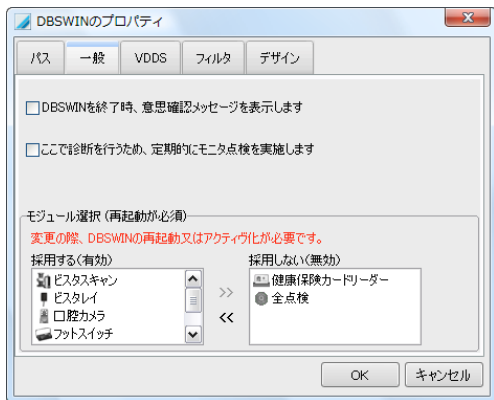 DBSWINのプロパティ
パス
一般
VDDS
フィルタ
デザイン
DBSWINを終了時、意思確認メッセージを表示します
ここで診断を行うため、定期的にモニタ点検を実施します
モジュール選択 (再起動が必須)
変更の際、DBSWINの再起動又はアクティヴ化が必要です。
採用する(有効)
採用しない(無効)
ビスタスキャン
ビスタレイ
口腔カメラ
フットスイッチ
>>
<<
健康保険カードリーダー
全点検
OK
キャンセル